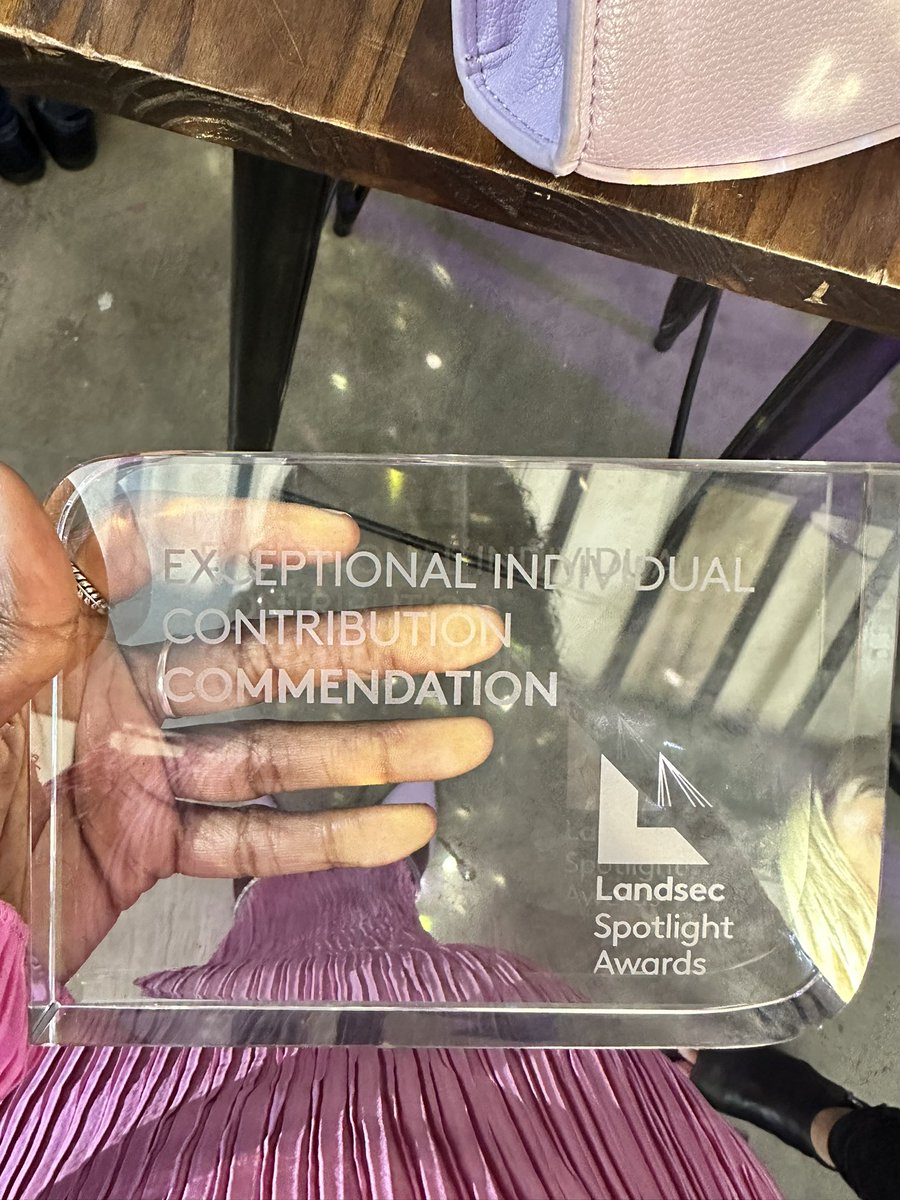 EXCEPTIONAL INDIVIDUAL
CONTRIBUTION
COMMENDATION
Landsec
Spotlight
Awards